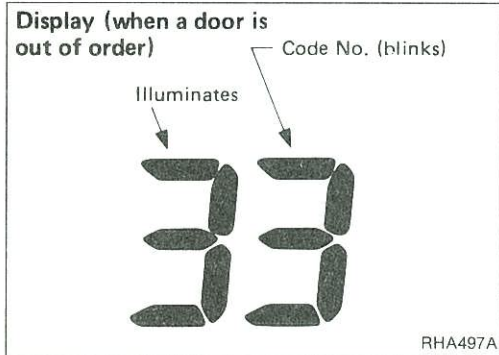 Display (when a door is
out of order)
Code No. (blinks)
Illuminates
33
RHA497A